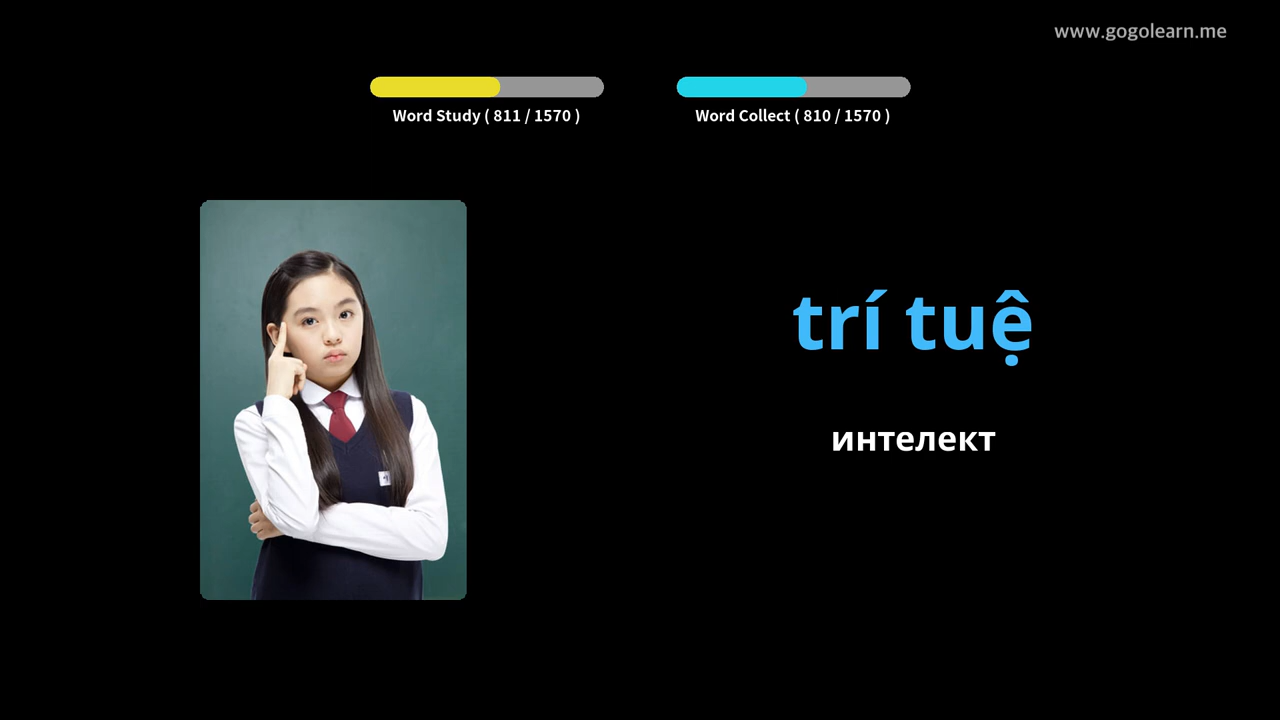 www.gogolearn.me
Word Study ( 811 / 1570 )
Word Collect ( 810 / 1570 )
trí tuệ
интелект